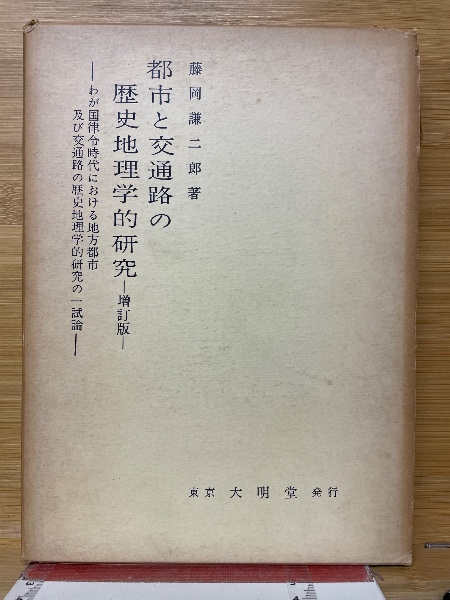 藤岡謙二郎著
都市と交通路の
歴史地理学的研究―増訂版―
―わが国律令時代における地方都市
及び交通路の歴史地理学的研究の一試論―
東京 大明堂 発行